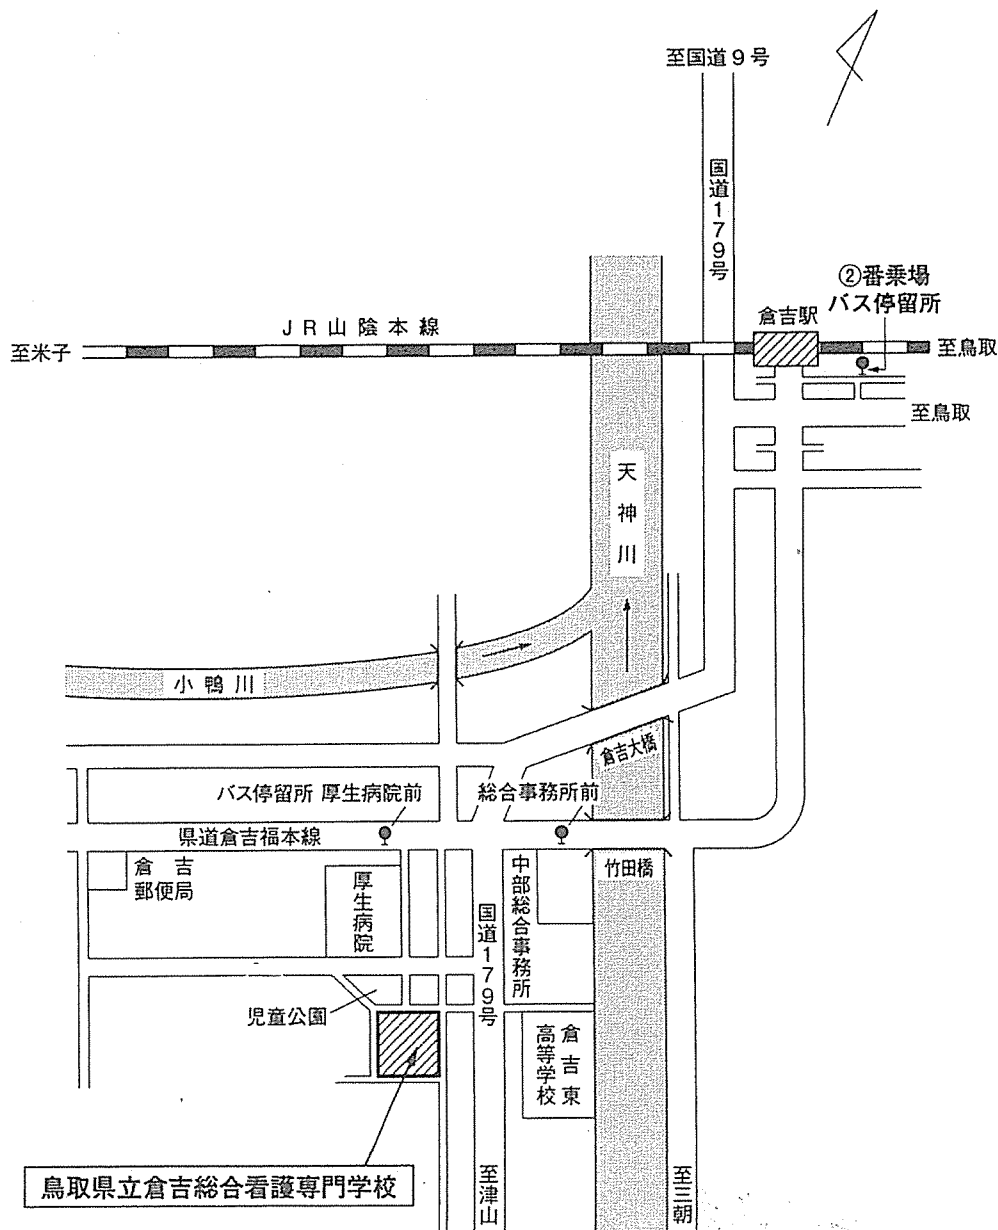 至国道9号
国道179号
②番乗場
バス停留所
倉吉駅
JR山陰本線
至米子
至鳥取
至鳥取
天神川
小鴨川
倉吉大橋
バス停留所 厚生病院前
総合事務所前
県道倉吉福本線
竹田橋
倉吉
郵便局
厚生病院
国道179号
中部総合事務所
児童公園
倉吉東
高等学校
鳥取県立倉吉総合看護専門学校
至津山
至三朝